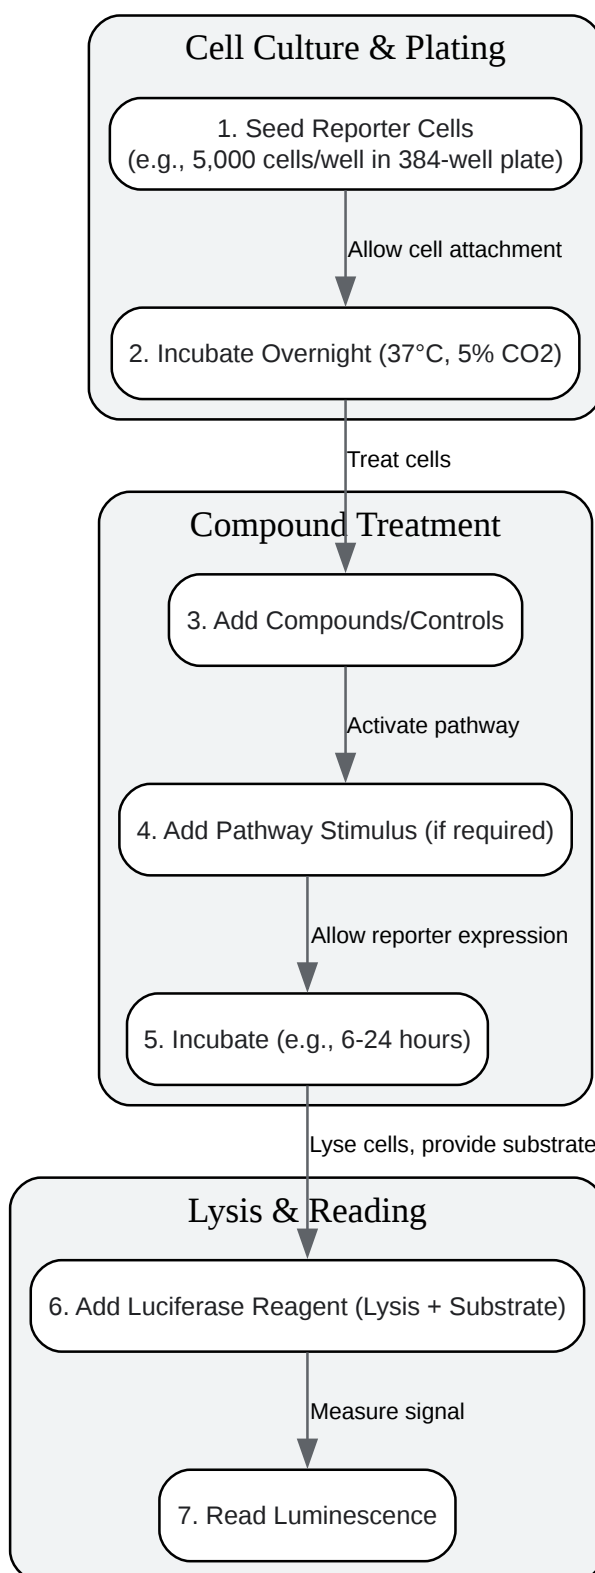 Cell Culture & Plating
1. Seed Reporter Cells
(e.g., 5,000 cells/well in 384-well plate)
Allow cell attachment
2. Incubate Overnight (37°C, 5% CO2)
Treat cells
Compound Treatment
3. Add Compounds/Controls
Activate pathway
4. Add Pathway Stimulus (if required)
Allow reporter expression
5. Incubate (e.g., 6-24 hours)
Lyse cells, provide substrate
Lysis & Reading
6. Add Luciferase Reagent (Lysis + Substrate)
Measure signal
7. Read Luminescence